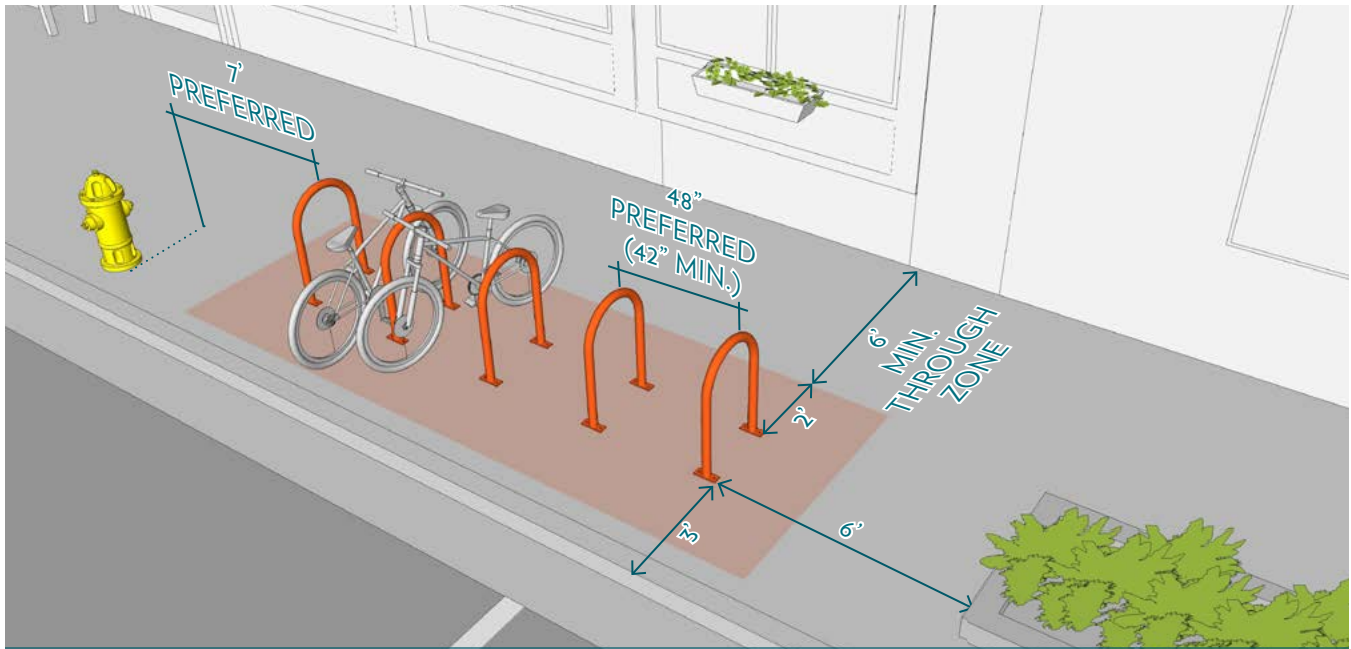 7’
PREFERRED
48”
PREFERRED
(42” MIN.)
6’
MIN.
THROUGH
ZONE
2’
3’
6’